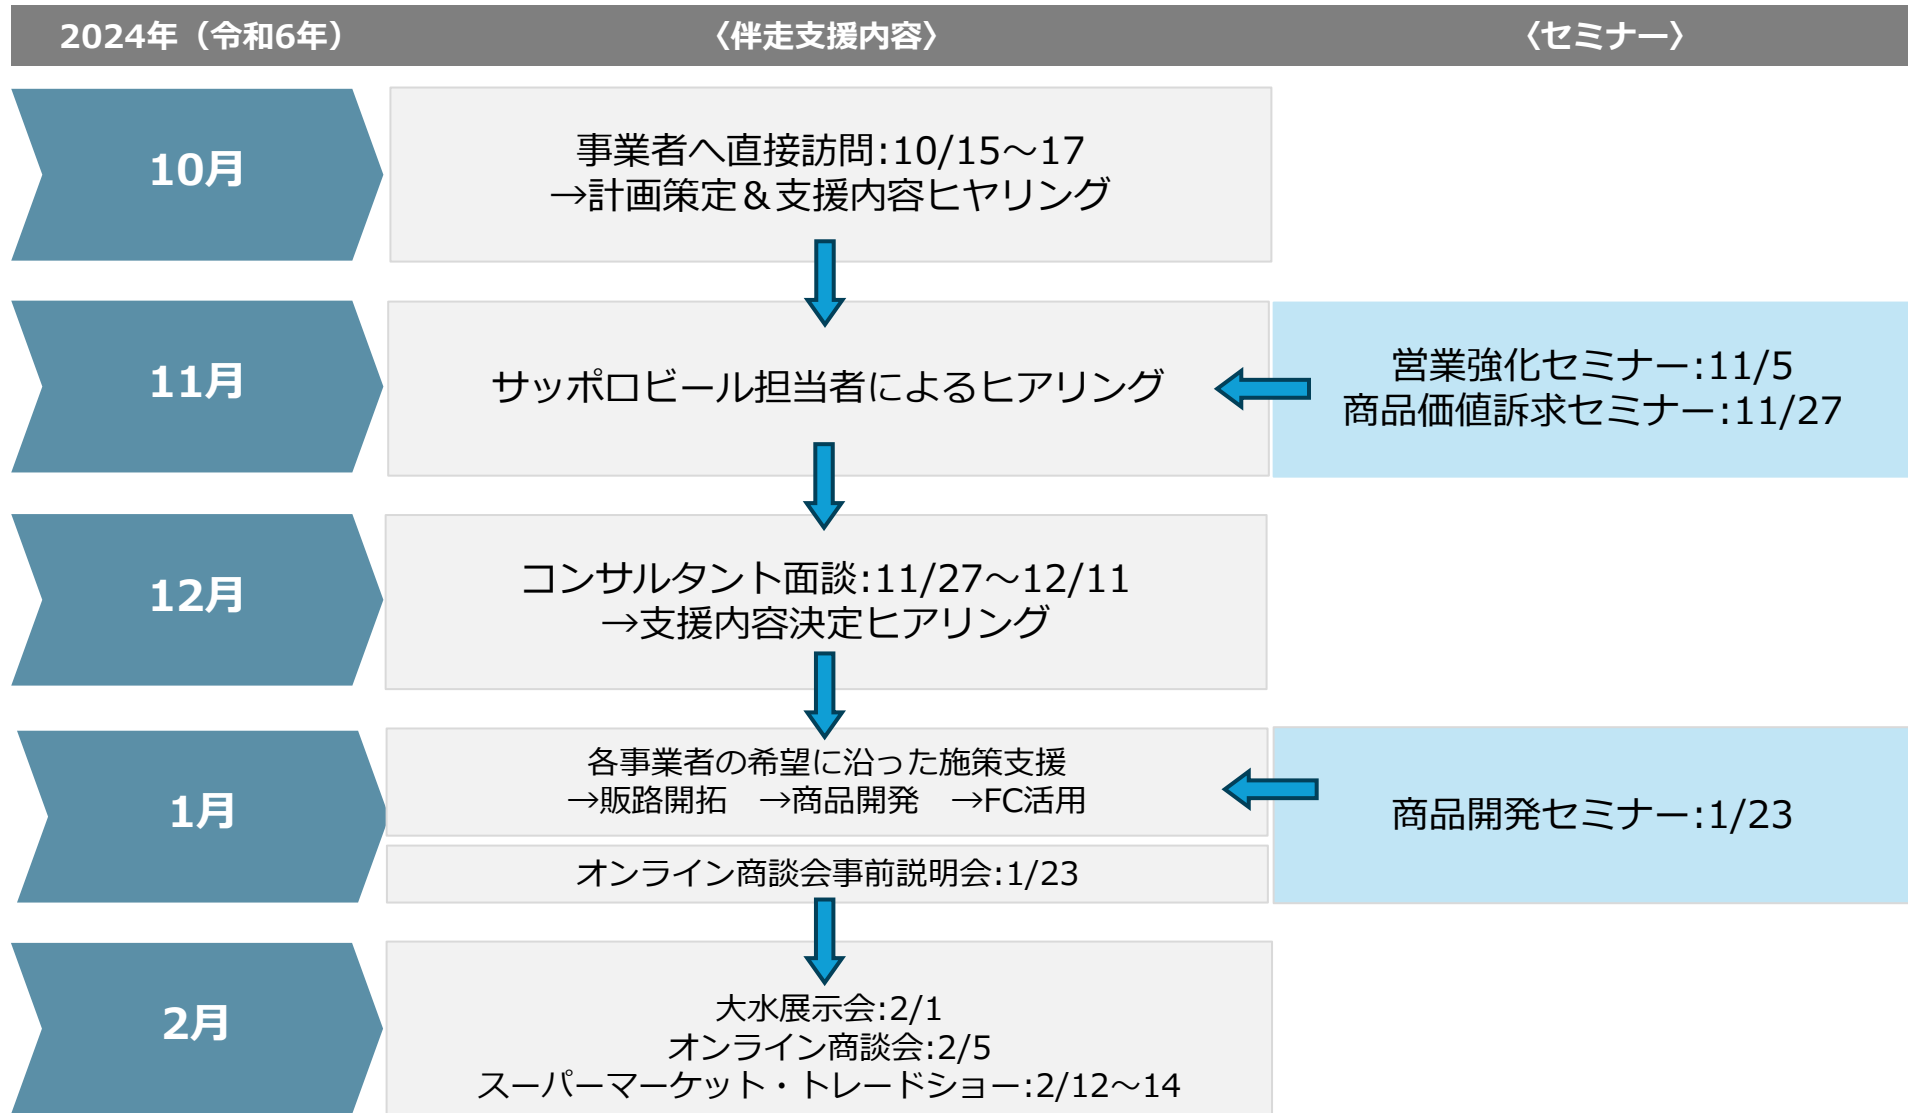 2024年（令和6年） 〈伴走支援内容〉 〈セミナー〉
10月
事業者へ直接訪問:10/15～17
→計画策定＆支援内容ヒヤリング
11月
サッポロビール担当者によるヒアリング
営業強化セミナー:11/5
商品価値訴求セミナー:11/27
12月
コンサルタント面談:11/27～12/11
→支援内容決定ヒアリング
1月
各事業者の希望に沿った施策支援
→販路開拓　→商品開発　→FC活用
オンライン商談会事前説明会:1/23
商品開発セミナー:1/23
2月
大水展示会:2/1
オンライン商談会:2/5
スーパーマーケット・トレードショー:2/12～14